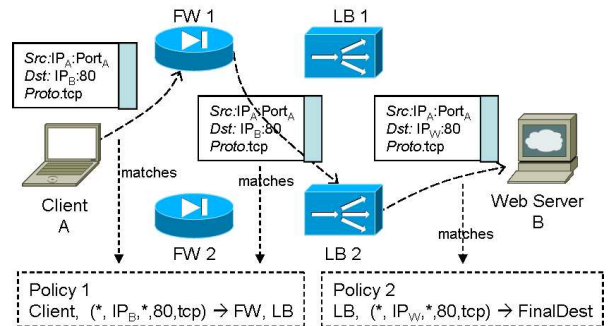 FW 1
LB 1
Src:IPA:PortA
Dst: IPB:80
Proto:tcp
Src:IPA:PortA
Dst: IPB:80
Proto:tcp
Src:IPA:PortA
Dst: IPW:80
Proto:tcp
matches
matches
matches
Client
A
FW 2
LB 2
Web Server
B
Policy 1
Client, (*, IPB,*,80,tcp) → FW, LB
Policy 2
LB, (*, IPW,*,80,tcp) → FinalDest